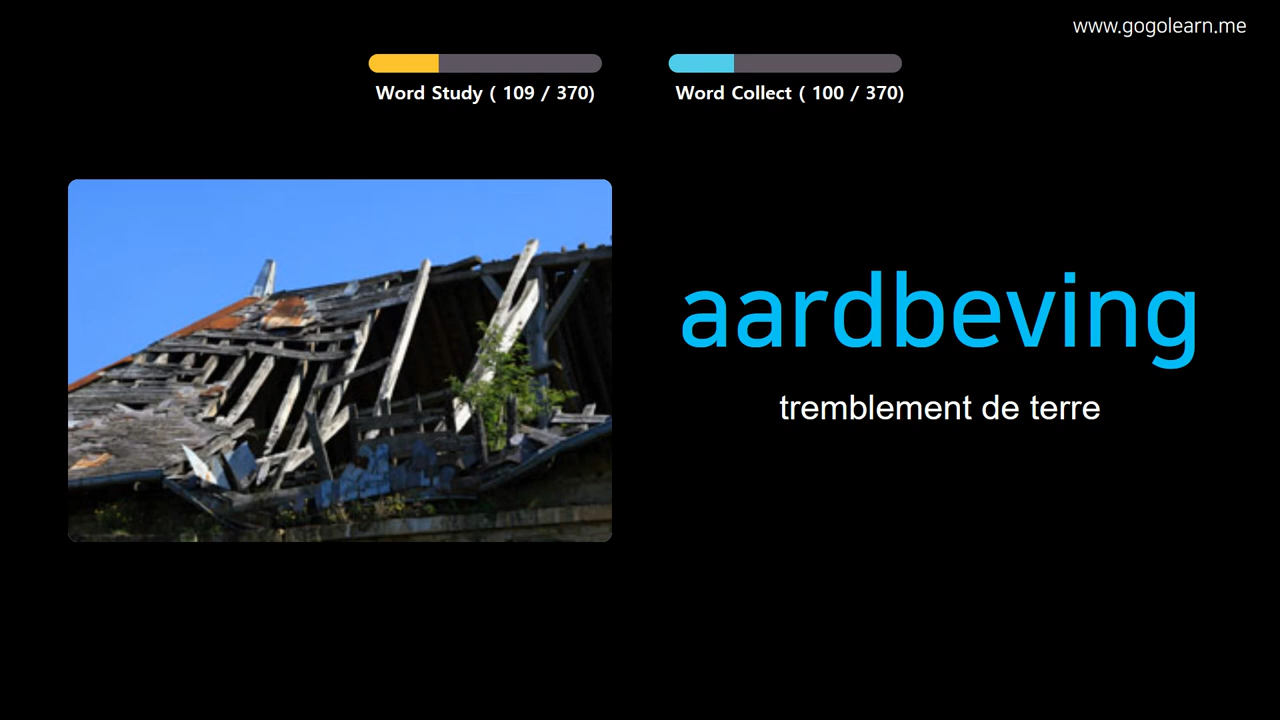 www.gogolearn.me
Word Study ( 109 / 370)
Word Collect ( 100 / 370)
aardbeving
tremblement de terre